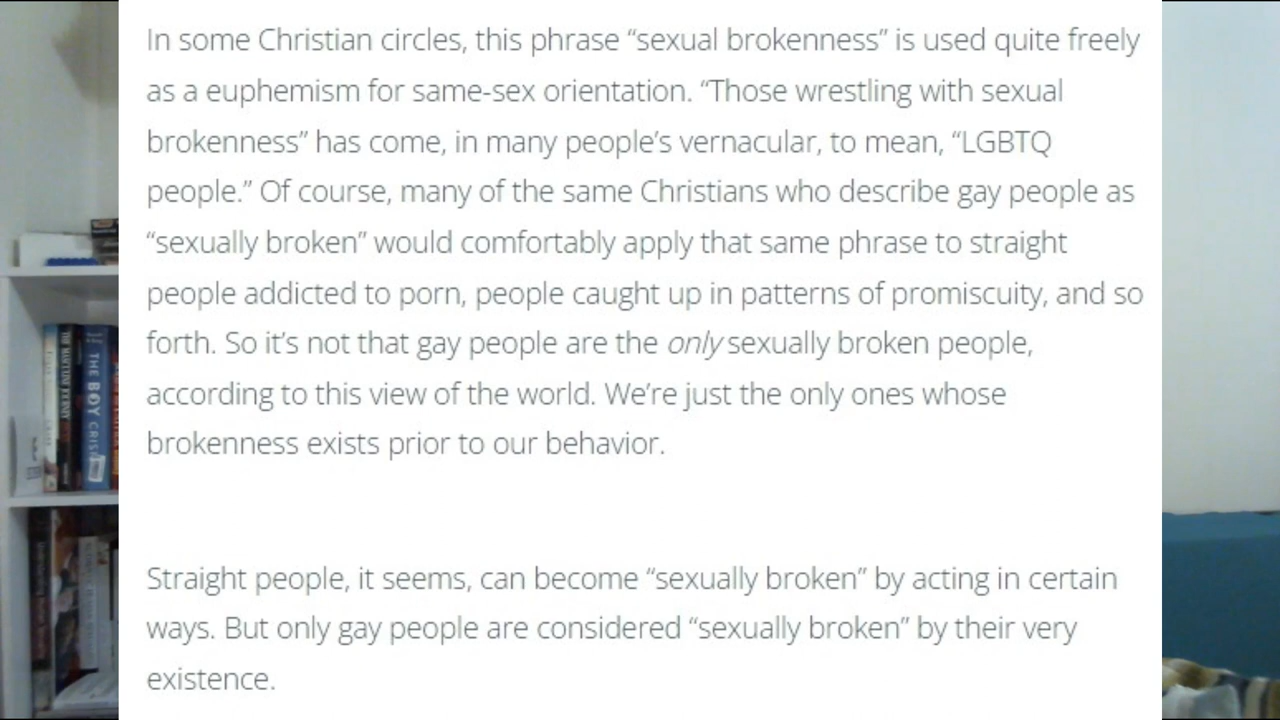 In some Christian circles, this phrase “sexual brokenness” is used quite freely
as a euphemism for same-sex orientation. “Those wrestling with sexual
brokenness” has come, in many people’s vernacular, to mean, “LGBTQ
people.” Of course, many of the same Christians who describe gay people as
“sexually broken” would comfortably apply that same phrase to straight
people addicted to porn, people caught up in patterns of promiscuity, and so
forth. So it’s not that gay people are the only sexually broken people,
according to this view of the world. We’re just the only ones whose
brokenness exists prior to our behavior.
Straight people, it seems, can become “sexually broken” by acting in certain
ways. But only gay people are considered “sexually broken” by their very
existence.
THE BOY CRISI